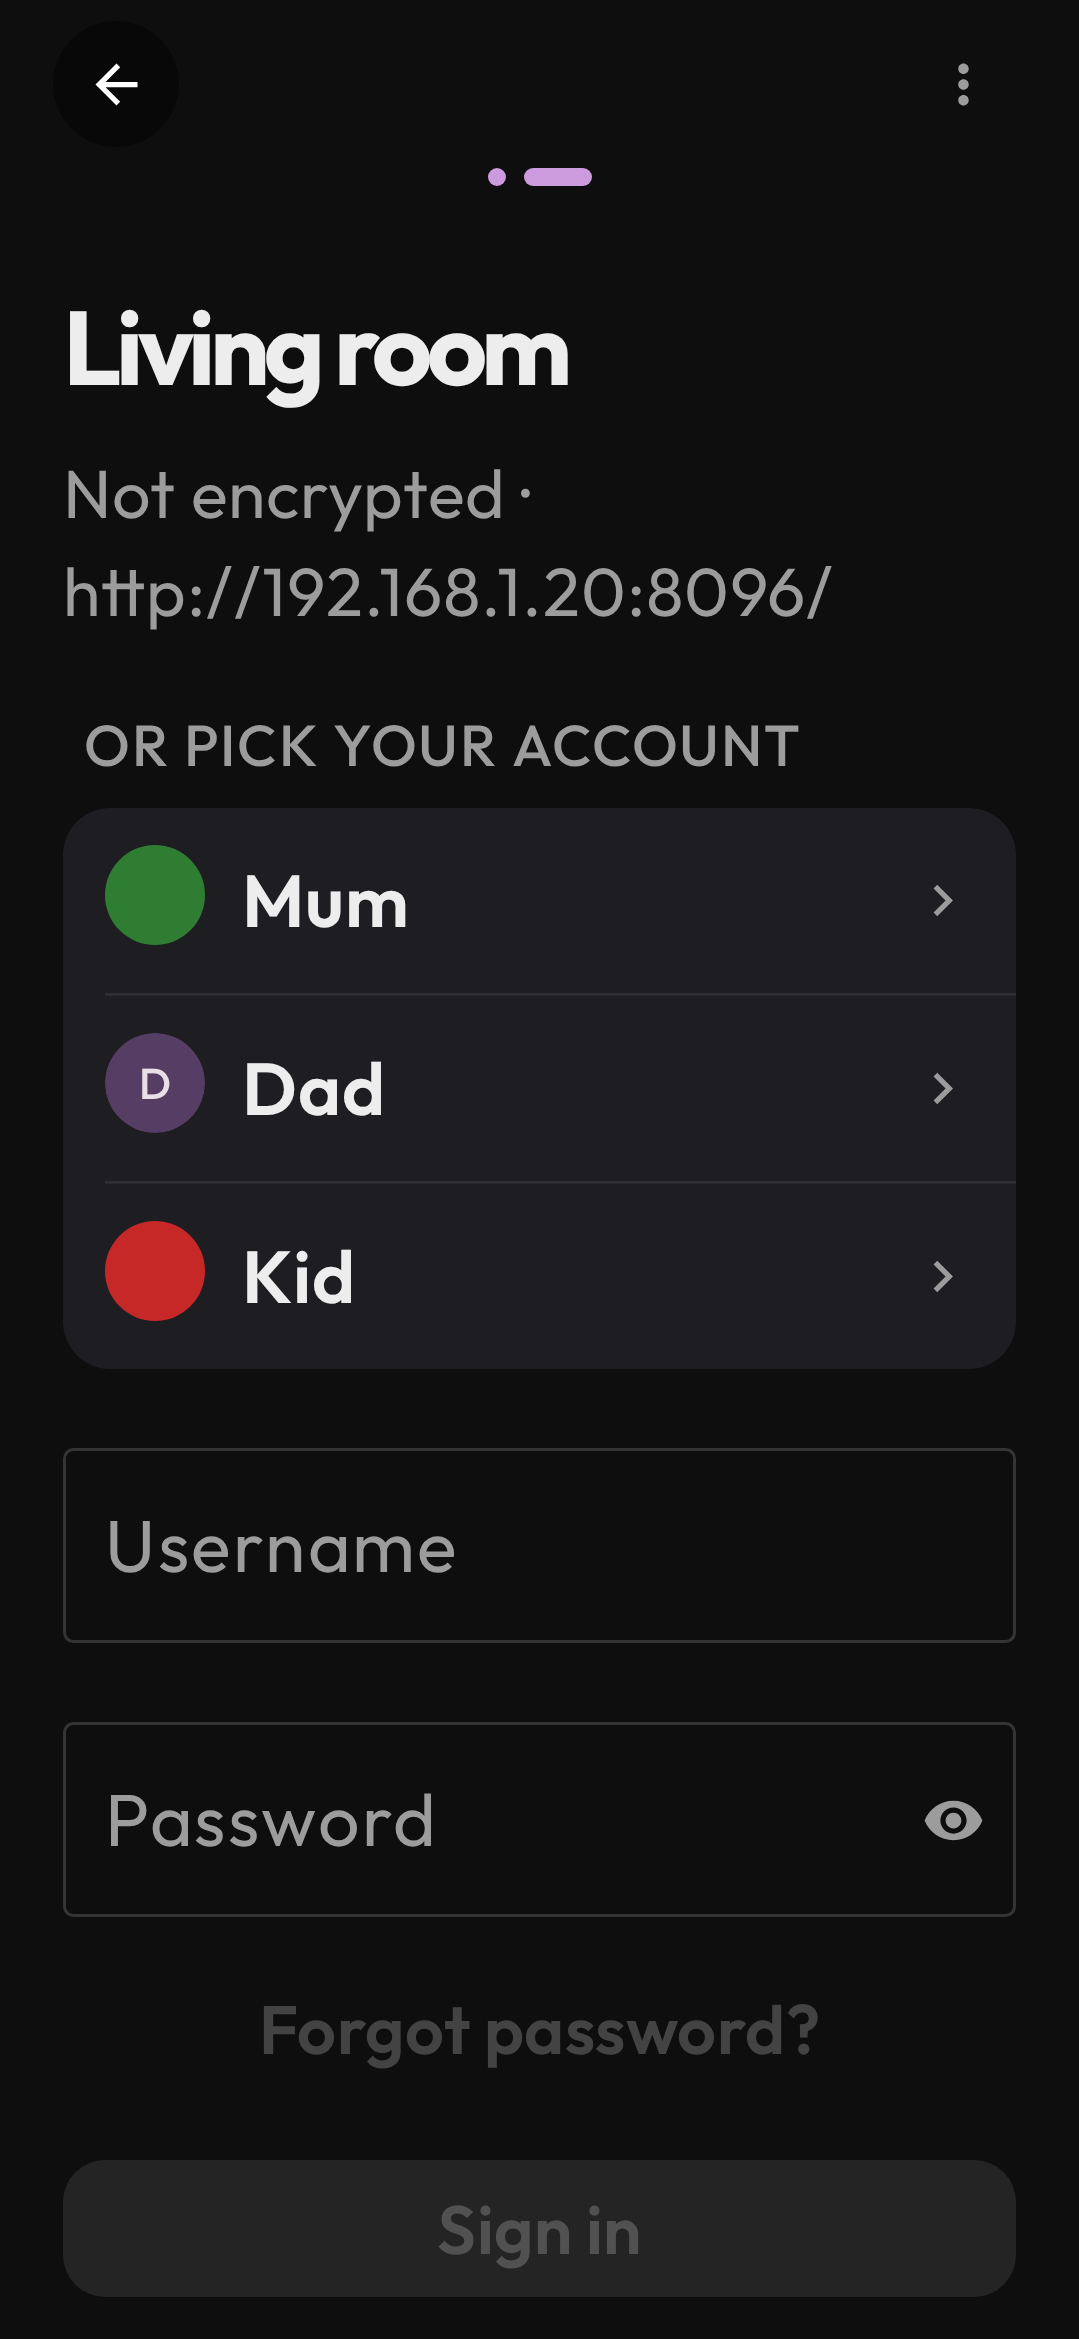 Living room
Not encrypted ·
http://192.168.1.20:8096/
OR PICK YOUR ACCOUNT
Mum
D
Dad
Kid
Username
Password
Forgot password?
Sign in